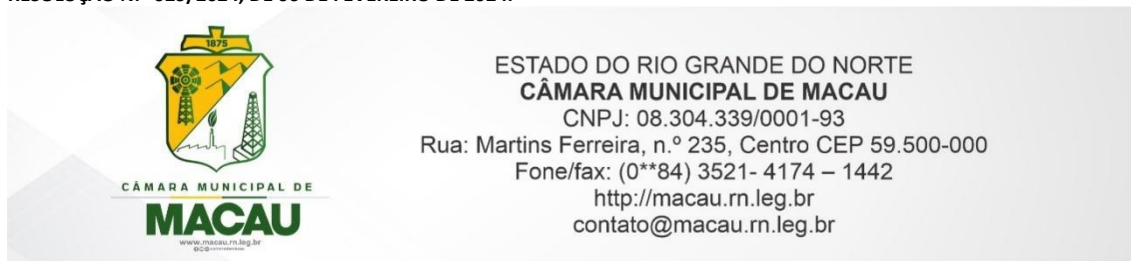 1875
CÂMARA MUNICIPAL DE
MACAU
www.macau.rn.leg.br
ESTADO DO RIO GRANDE DO NORTE
CÂMARA MUNICIPAL DE MACAU
CNPJ: 08.304.339/0001-93
Rua: Martins Ferreira, n.º 235, Centro CEP 59.500-000
Fone/fax: (0**84) 3521- 4174 – 1442
http://macau.rn.leg.br
contato@macau.rn.leg.br